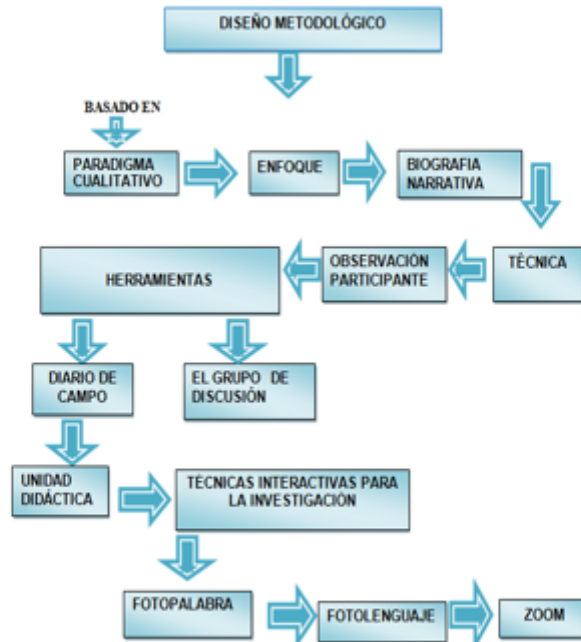 DISEÑO METODOLÓGICO
BASADO EN
PARADIGMA
CUALITATIVO
ENFOQUE
BIOGRAFIA
NARRATIVA
TÉCNICA
OBSERVACIÓN
PARTICIPANTE
HERRAMIENTAS
DIARIO DE
CAMPO
EL GRUPO DE
DISCUSIÓN
UNIDAD
DIDÁCTICA
TÉCNICAS INTERACTIVAS PARA
LA INVESTIGACIÓN
FOTOPALABRA
FOTOLENGUAJE
ZOOM